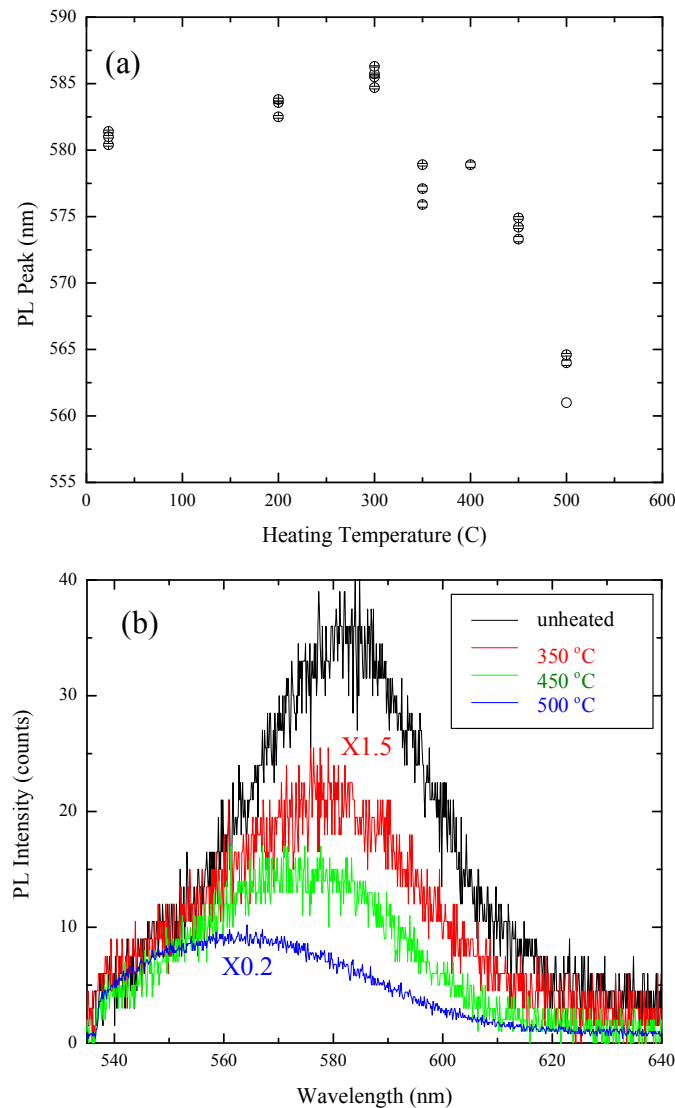 590
585
580
575
570
565
560
555
PL Peak (nm)
(a)
0 100 200 300 400 500 600
Heating Temperature (C)
40
30
20
10
0
PL Intensity (counts)
(b)
unheated
350 °C
450 °C
500 °C
X1.5
X0.2
540 560 580 600 620 640
Wavelength (nm)